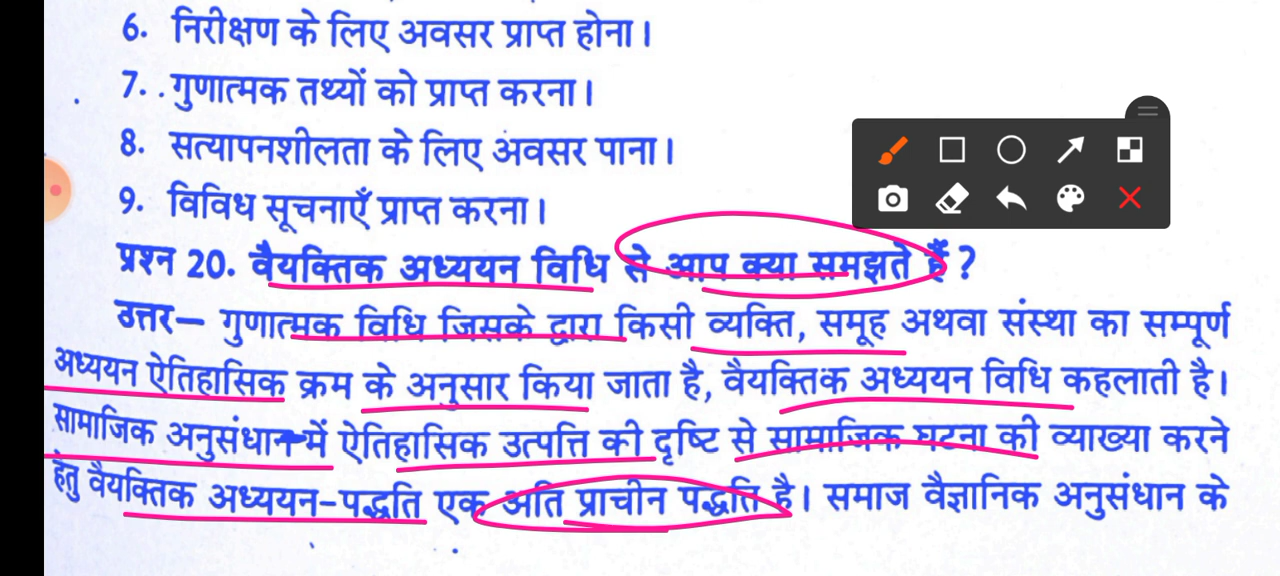 6. निरीक्षण के लिए अवसर प्राप्त होना।
7. गुणात्मक तथ्यों को प्राप्त करना।
8. सत्यापनशीलता के लिए अवसर पाना।
9. विविध सूचनाएँ प्राप्त करना।
प्रश्न 20. वैयक्तिक अध्ययन विधि से आप क्या समझते हैं ?
उत्तर– गुणात्मक विधि जिसके द्वारा किसी व्यक्ति, समूह अथवा संस्था का सम्पूर्ण
अध्ययन ऐतिहासिक क्रम के अनुसार किया जाता है, वैयक्तिक अध्ययन विधि कहलाती है।
सामाजिक अनुसंधान में ऐतिहासिक उत्पत्ति की दृष्टि से सामाजिक घटना की व्याख्या करने
हेतु वैयक्तिक अध्ययन-पद्धति एक अति प्राचीन पद्धति है। समाज वैज्ञानिक अनुसंधान के